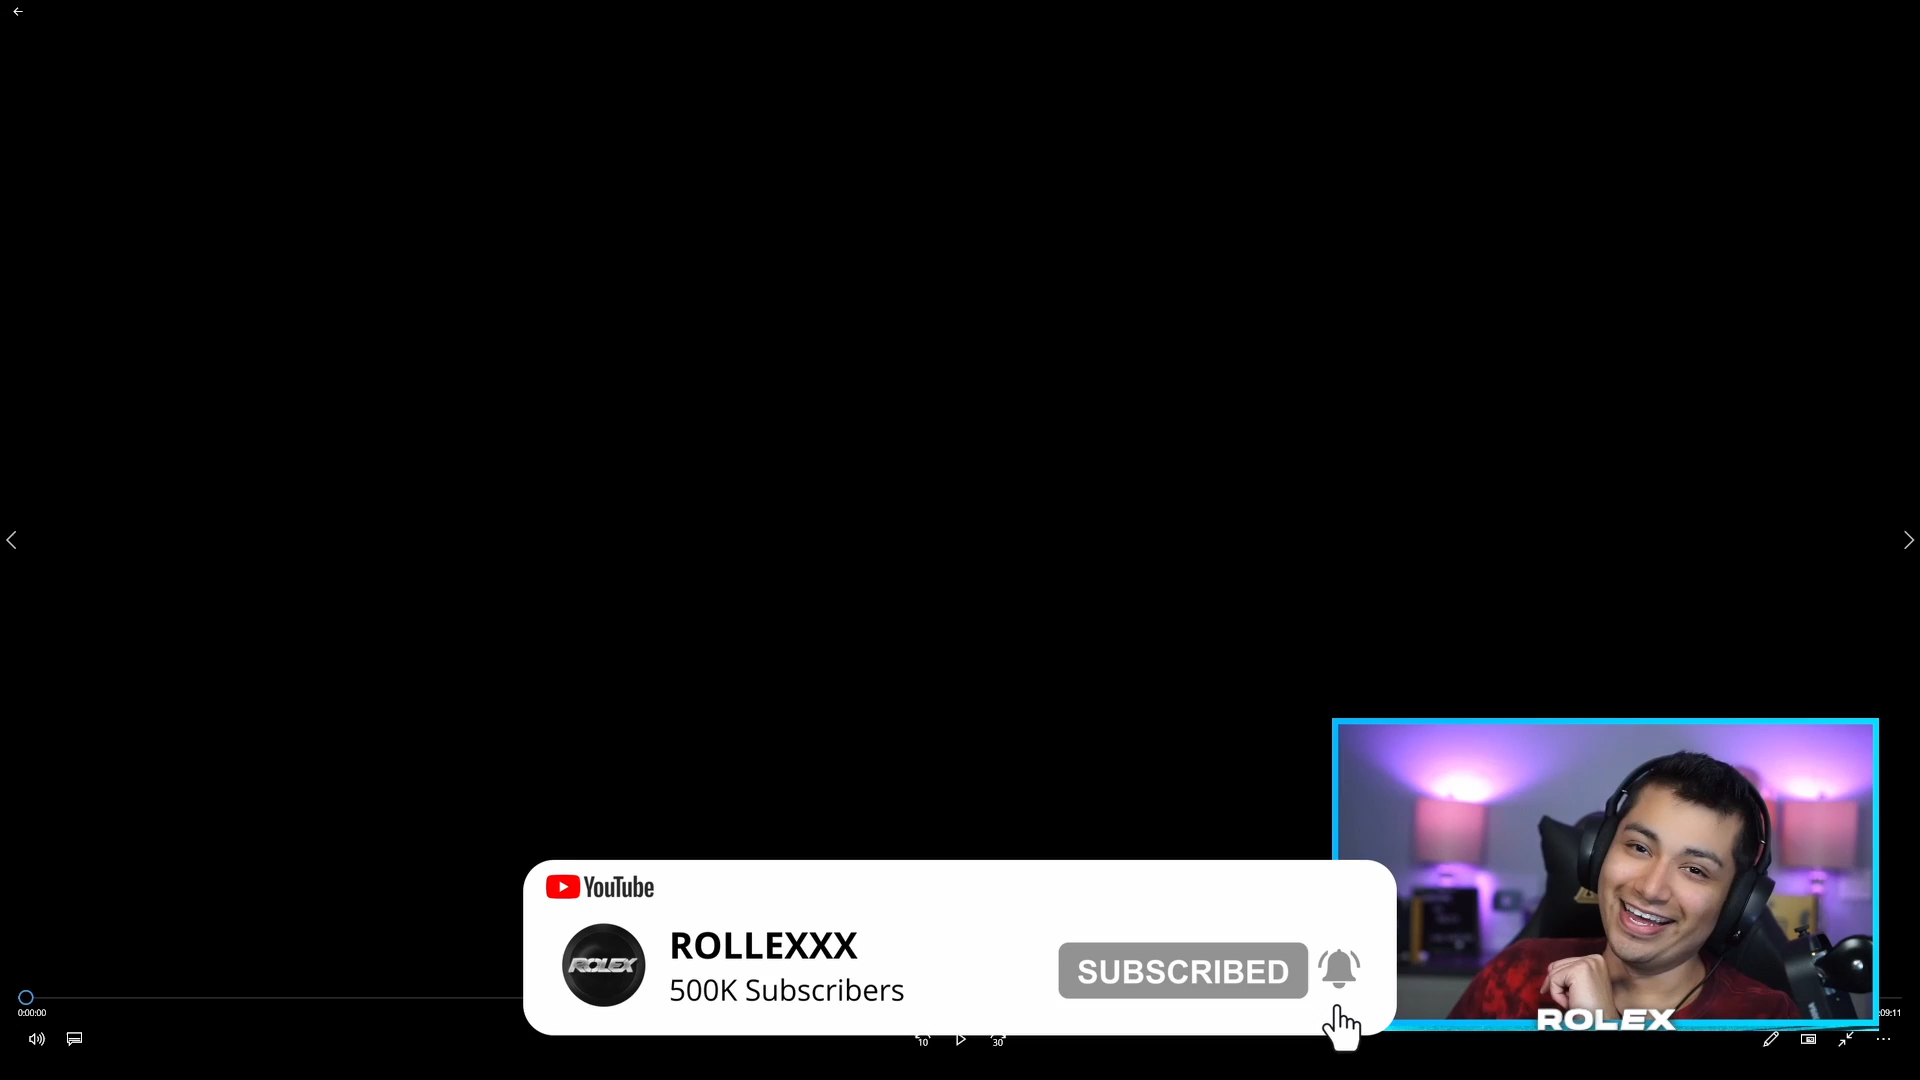 YouTube
ROLEX
ROLLEXXX
500K Subscribers
SUBSCRIBED
ROLEX
0:00:00
:09:11
10
30